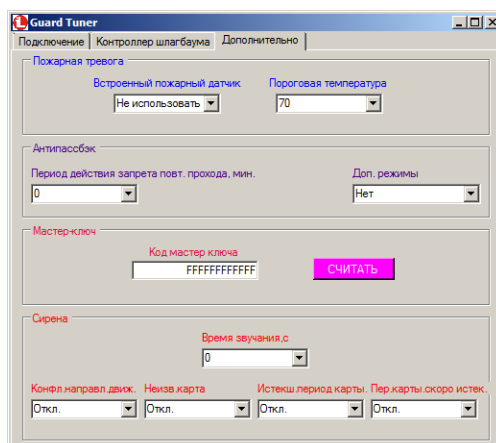 Guard Tuner
Подключение Контроллер шлагбаума Дополнительно
Пожарная тревога
Встроенный пожарный датчик Пороговая температура
Не использовать 70
Антипассбэк
Период действия запрета повт. прохода, мин. Доп. режимы
0 Нет
Мастер-ключ
Код мастер ключа
FFFFFFFFFFFF СЧИТАТЬ
Сирена
Время звучания,с
0
Конфл.направл.движ. Неизв.карта Истекш.период карты. Пер.карты.скоро истек.
Откл. Откл. Откл. Откл.